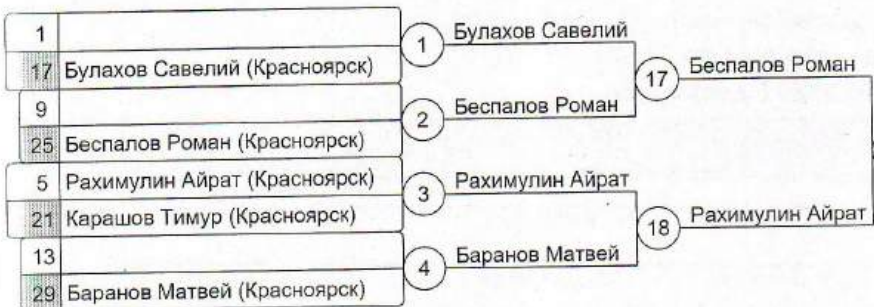 1
17 Булахов Савелий (Красноярск)
1 Булахов Савелий
9
25 Беспалов Роман (Красноярск)
2 Беспалов Роман
17 Беспалов Роман
5 Рахимулин Айрат (Красноярск)
21 Карашов Тимур (Красноярск)
3 Рахимулин Айрат
13
29 Баранов Матвей (Красноярск)
4 Баранов Матвей
18 Рахимулин Айрат